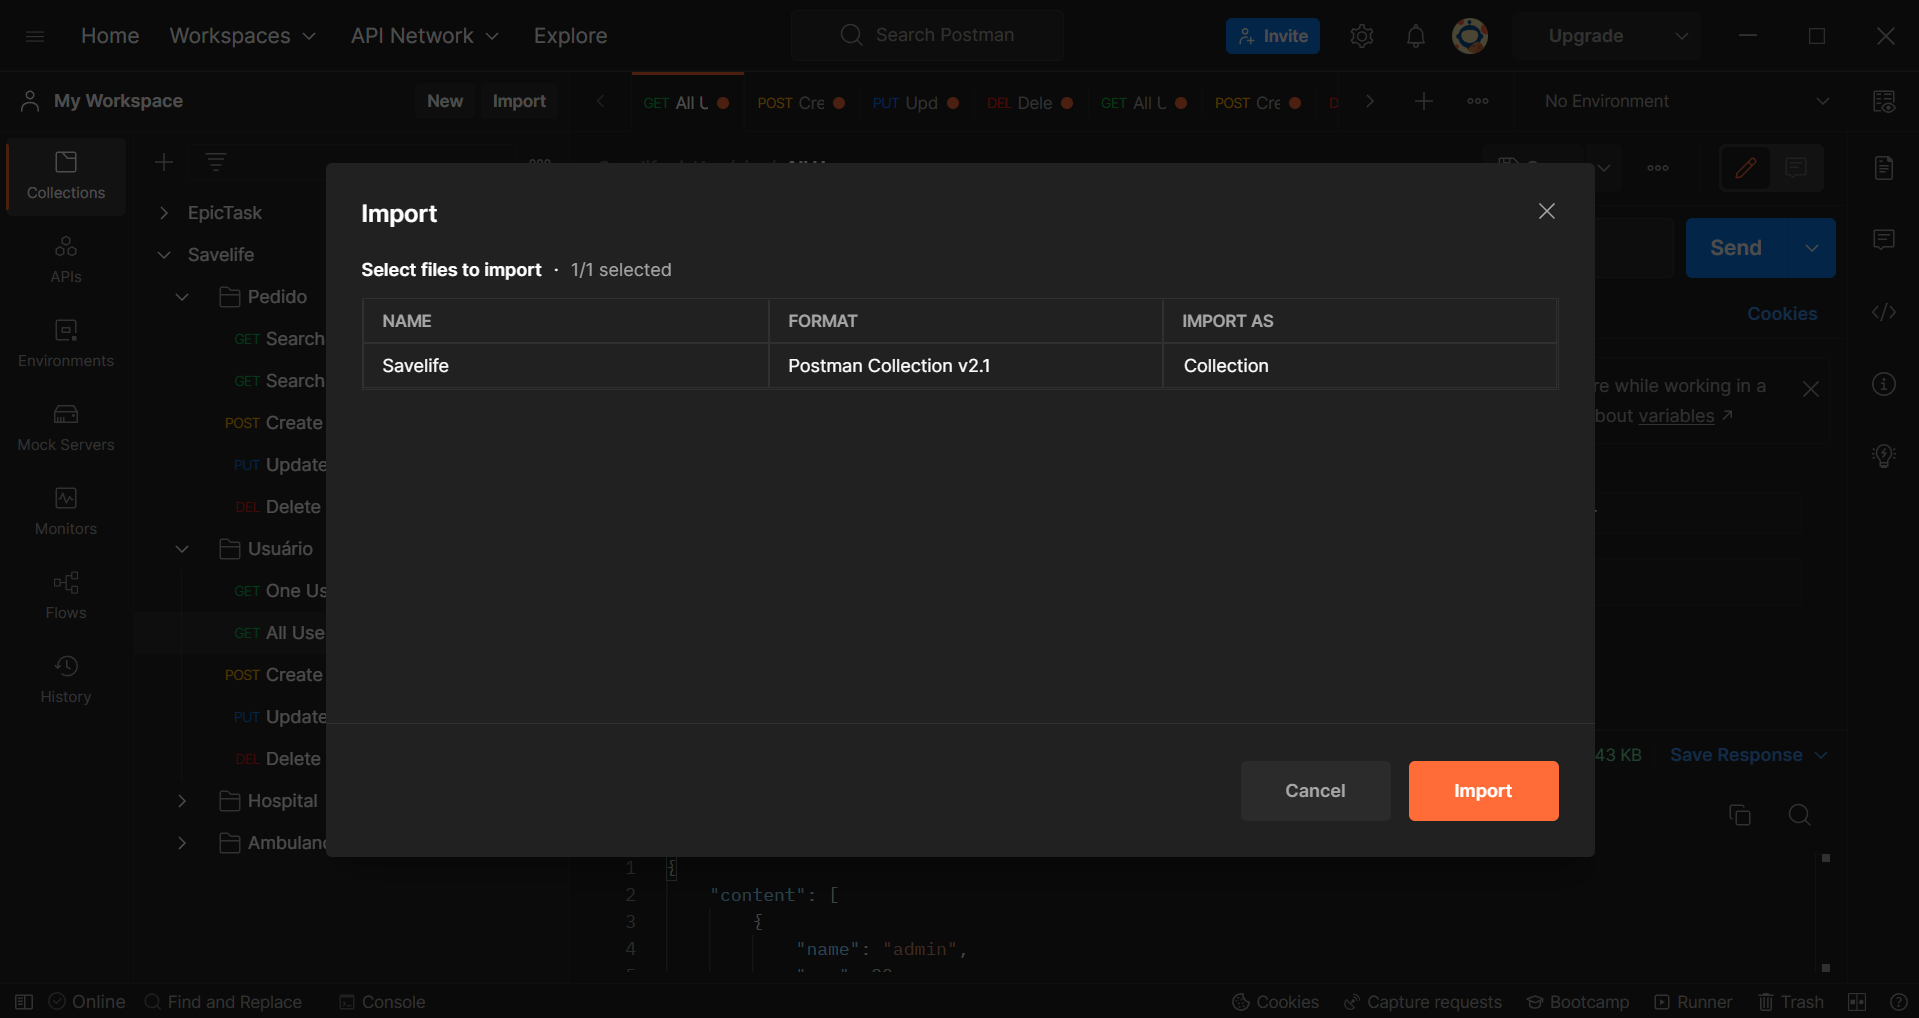 Home
Workspaces
API Network
Explore
Search Postman
Invite
Upgrade
My Workspace
New
Import
GET All U
POST Cre
PUT Upd
DEL Dele
GET All U
POST Cre
D
No Environment
Collections
APIs
Environments
Mock Servers
Monitors
Flows
History
EpicTask
Savelife
Pedido
GET Search
GET Search
POST Create
PUT Update
DEL Delete
Usuário
GET One Us
GET All Use
POST Create
PUT Update
DEL Delete
Hospital
Ambulan
Import
Select files to import · 1/1 selected
NAME
FORMAT
IMPORT AS
Savelife
Postman Collection v2.1
Collection
Cancel
Import
Send
Cookies
re while working in a
bout variables
43 KB
Save Response
1 {
2 "content": [
3 {
4 "name": "admin",
Online
Find and Replace
Console
Cookies
Capture requests
Bootcamp
Runner
Trash